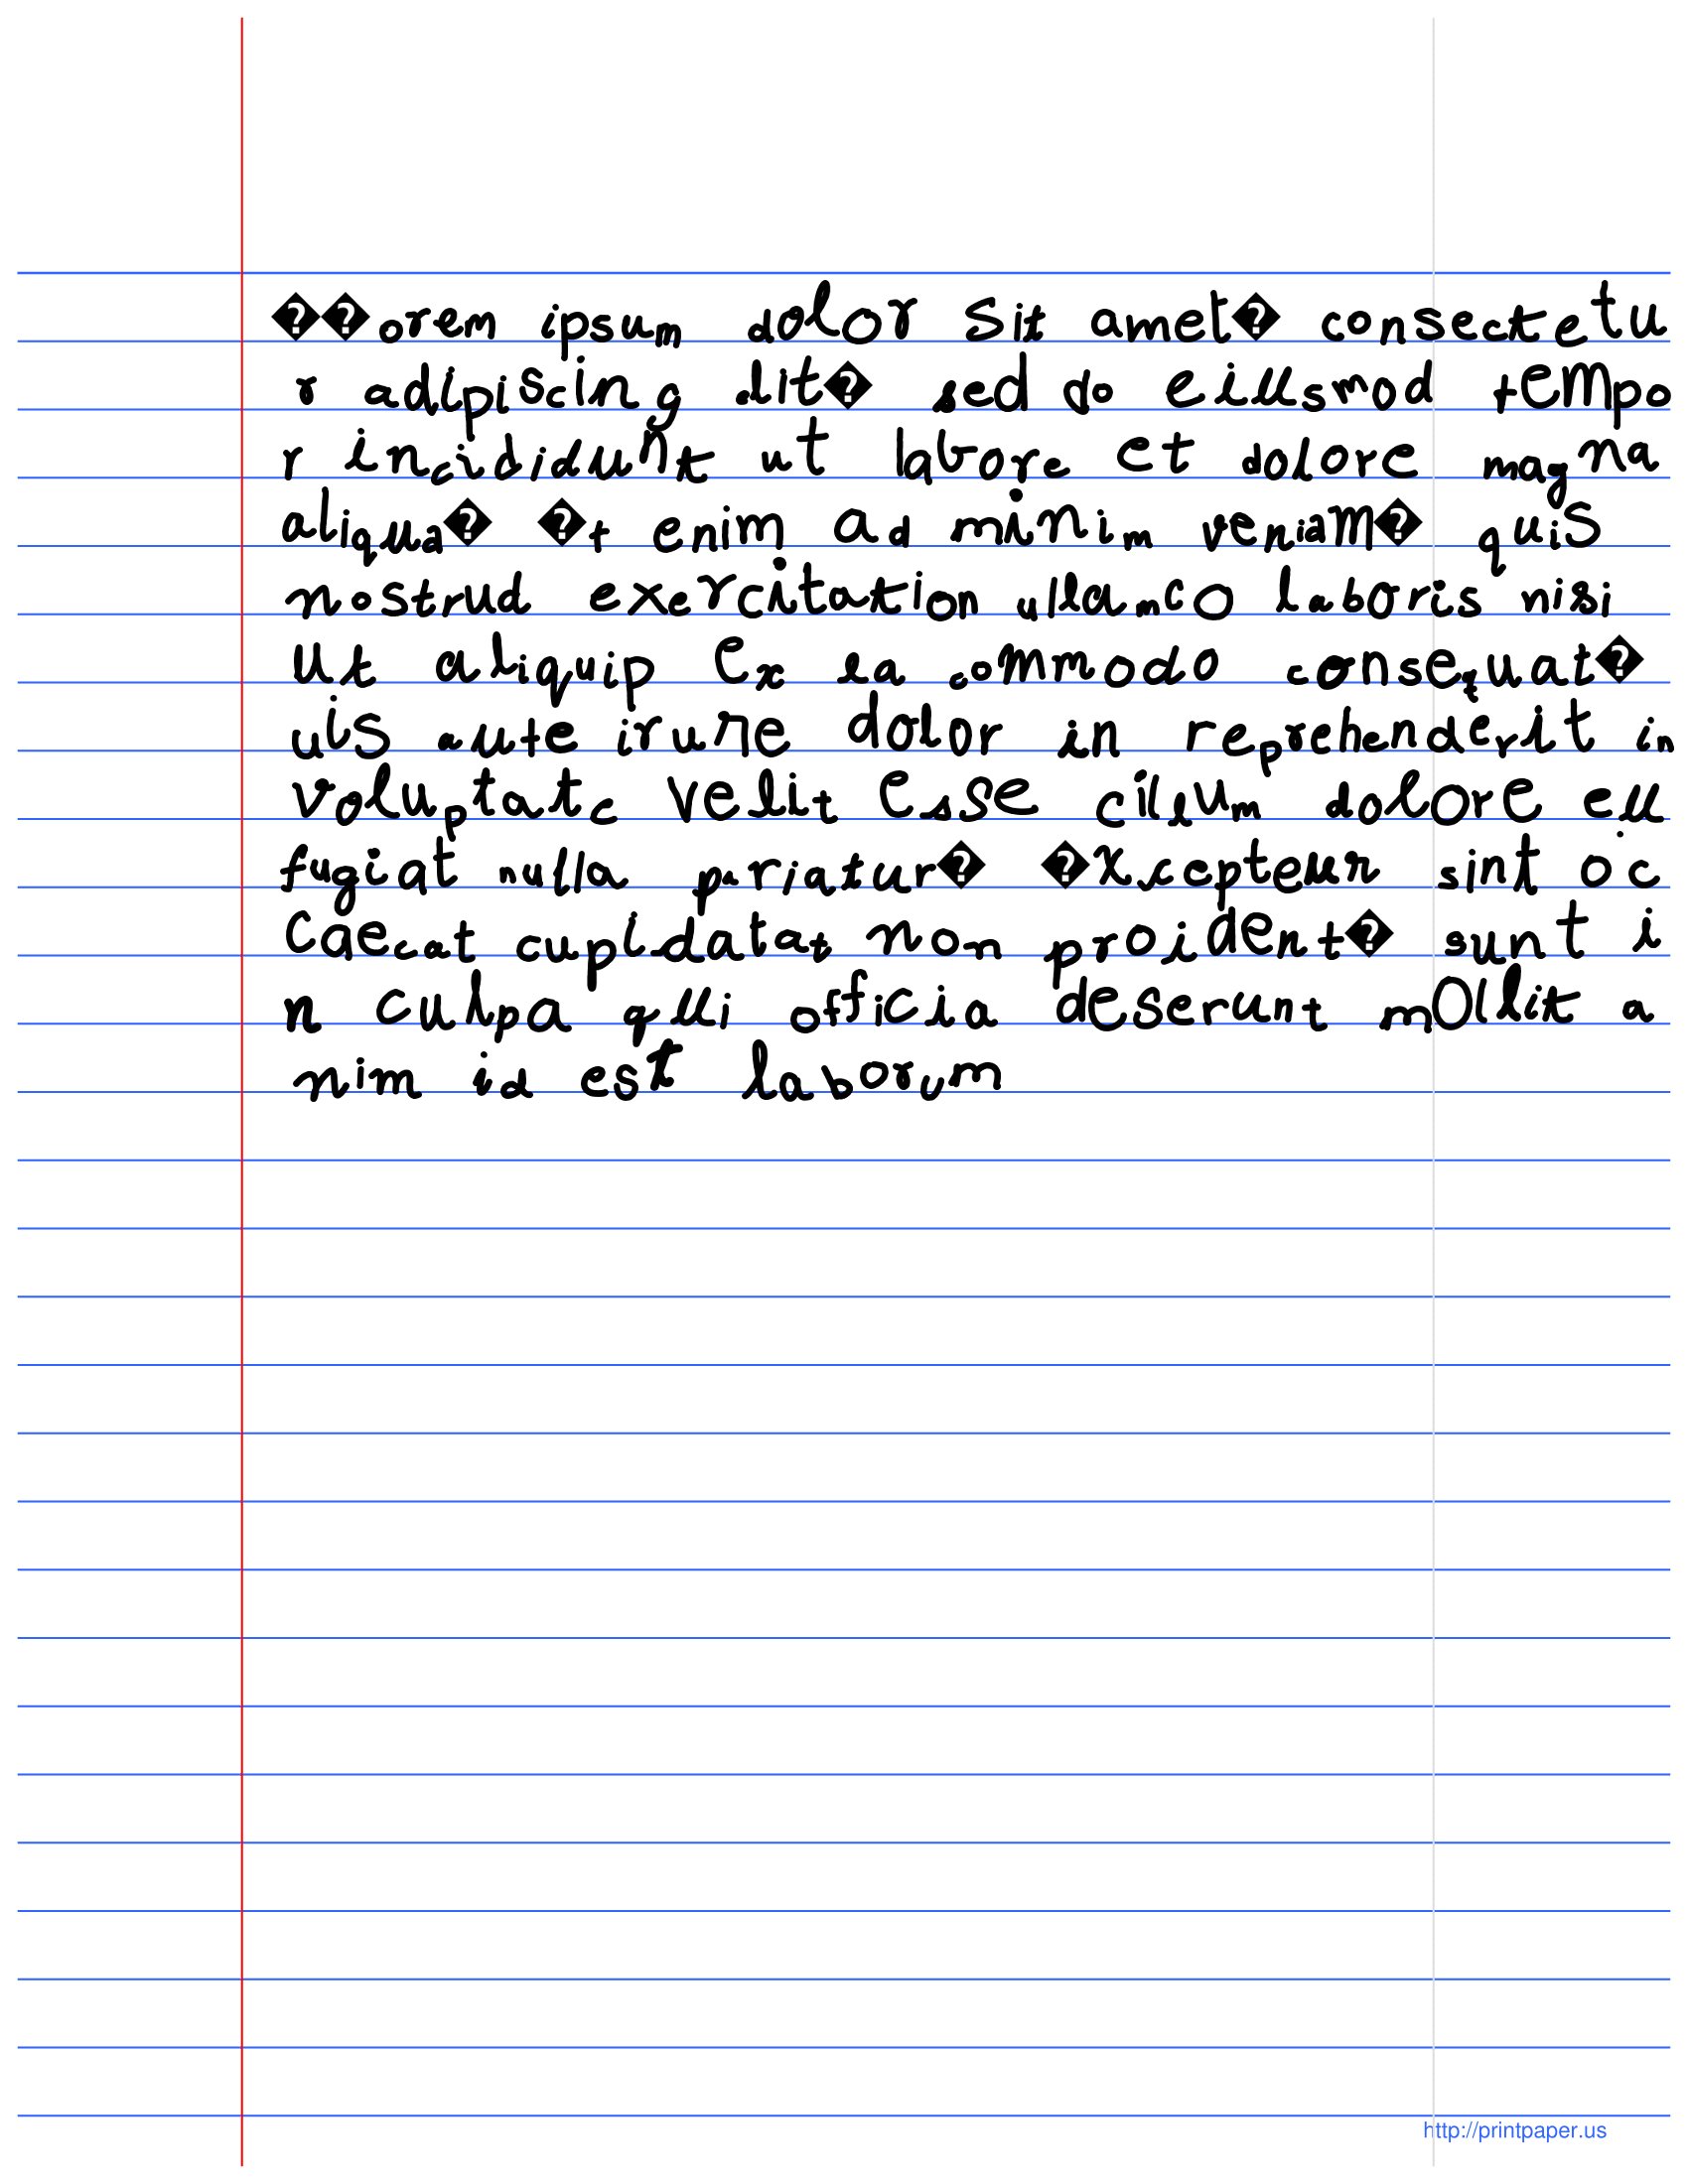 ��orem ipsum dolor sit amet� consectetu
r adipiscing elit� sed do eiusmod tempo
r incididunt ut labore et dolore magna
aliqua� �t enim ad minim veniam� quis
nostrud exercitation ullamco laboris nisi
ut aliquip ex ea commodo consequat�
uis aute irure dolor in reprehenderit in
voluptate velit esse cillum dolore eu
fugiat nulla pariatur� �xcepteur sint oc
caecat cupidatat non proident� sunt i
n culpa qui officia deserunt mollit a
nim id est laborum
http://printpaper.us